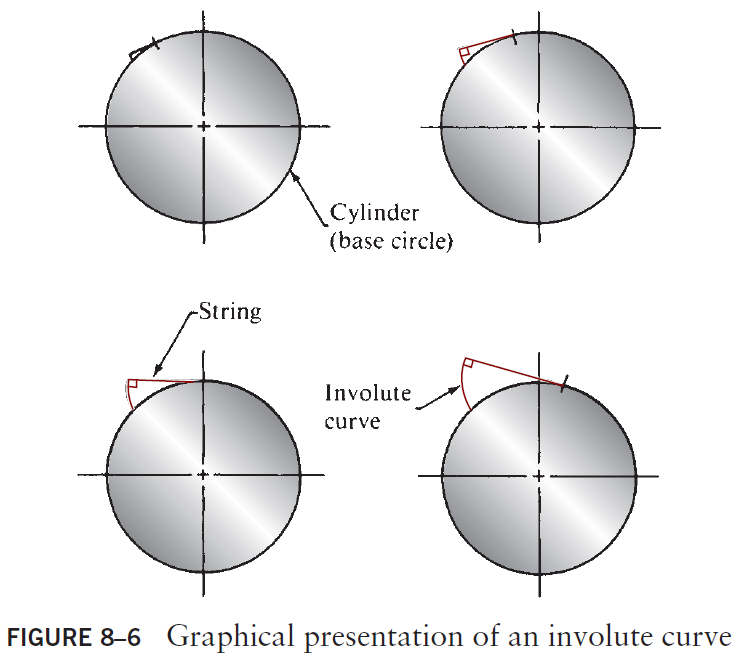 Cylinder
(base circle)
String
Involute
curve
FIGURE 8–6 Graphical presentation of an involute curve